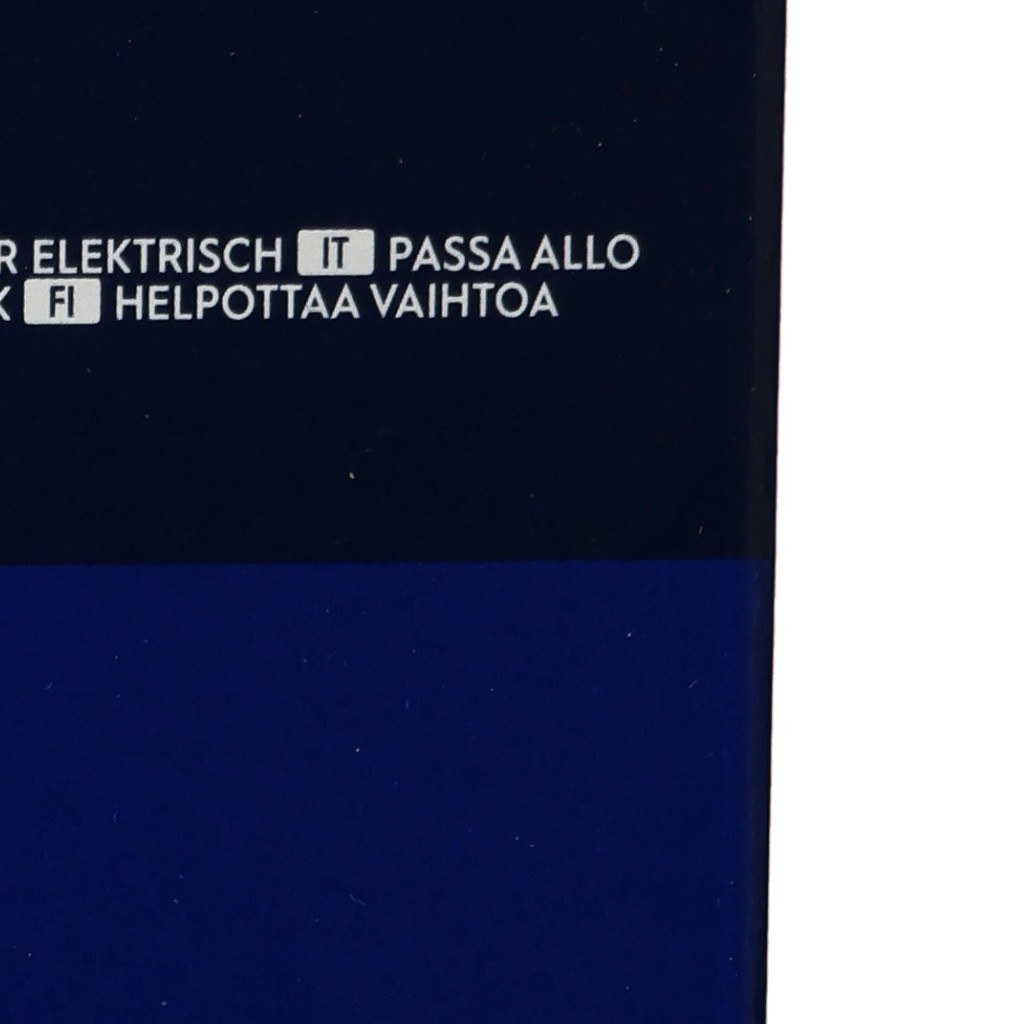 R ELEKTRISCH IT PASSA ALLO
K FI HELPOTTAA VAIHTOA